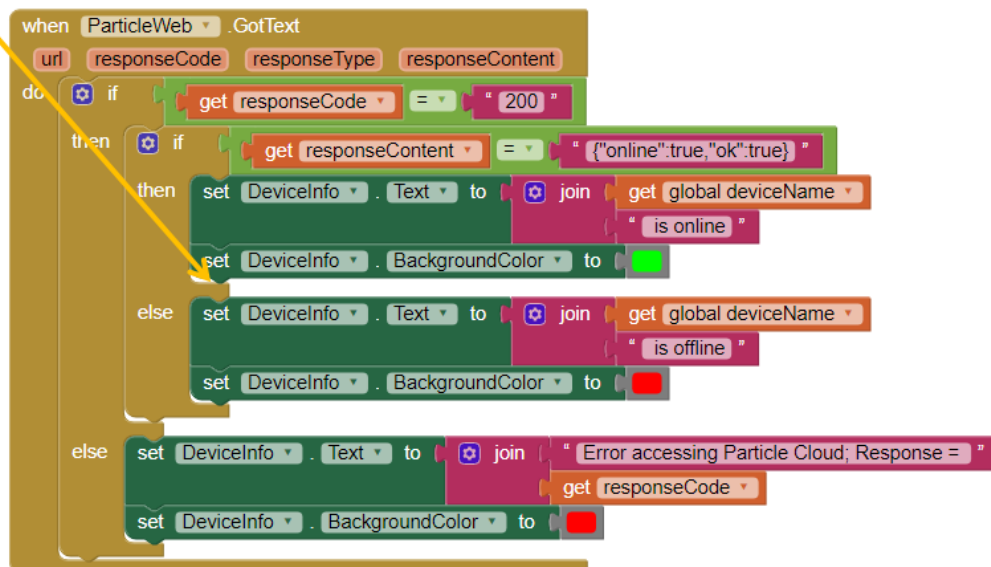 when ParticleWeb .GotText
url responseCode responseType responseContent
do if get responseCode = " 200 "
then if get responseContent = " {"online":true,"ok":true} "
then set DeviceInfo . Text to join get global deviceName
" is online "
set DeviceInfo . BackgroundColor to
else set DeviceInfo . Text to join get global deviceName
" is offline "
set DeviceInfo . BackgroundColor to
else set DeviceInfo . Text to join " Error accessing Particle Cloud; Response = "
get responseCode
set DeviceInfo . BackgroundColor to